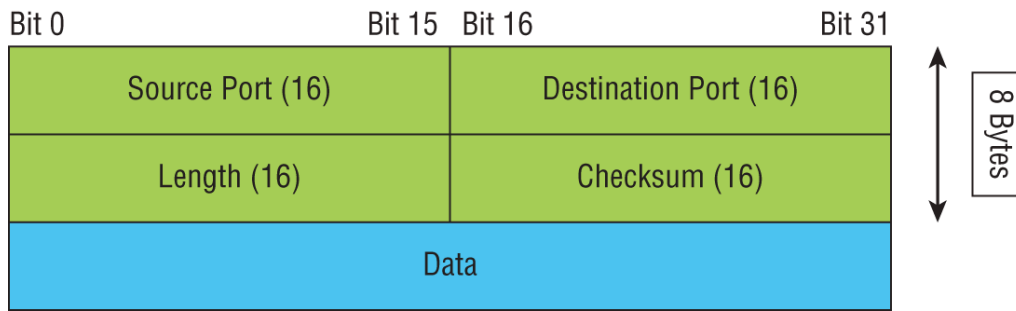 Bit 0 Bit 15 Bit 16 Bit 31
Source Port (16) Destination Port (16)
Length (16) Checksum (16)
Data
8 Bytes